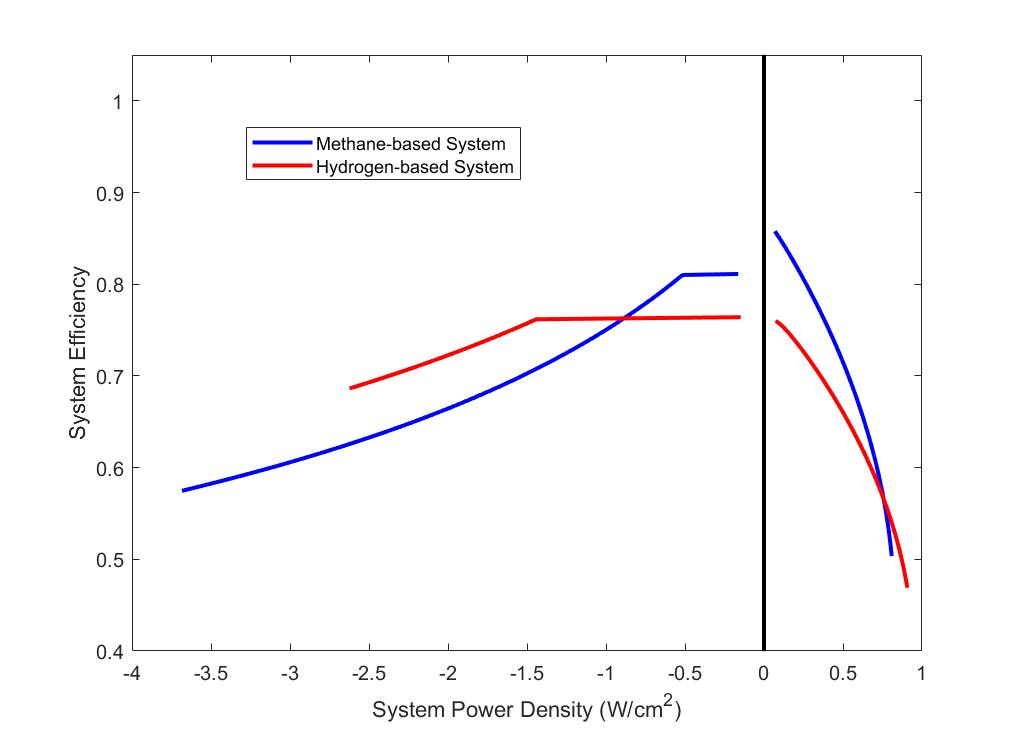 1
0.9
0.8
0.7
0.6
0.5
0.4
System Efficiency
Methane-based System
Hydrogen-based System
-4 -3.5 -3 -2.5 -2 -1.5 -1 -0.5 0 0.5 1
System Power Density (W/cm²)